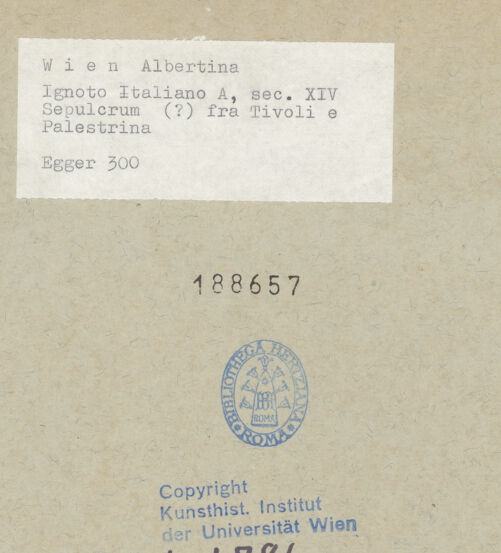 W i e n  Albertina
Ignoto Italiano A, sec. XIV
Sepulcrum  (?) fra Tivoli e
Palestrina
Egger 300
188657
BIBLIOTHECA HERTZIANA
ROMA
ROMA
Copyright
Kunsthist. Institut
der Universität Wien